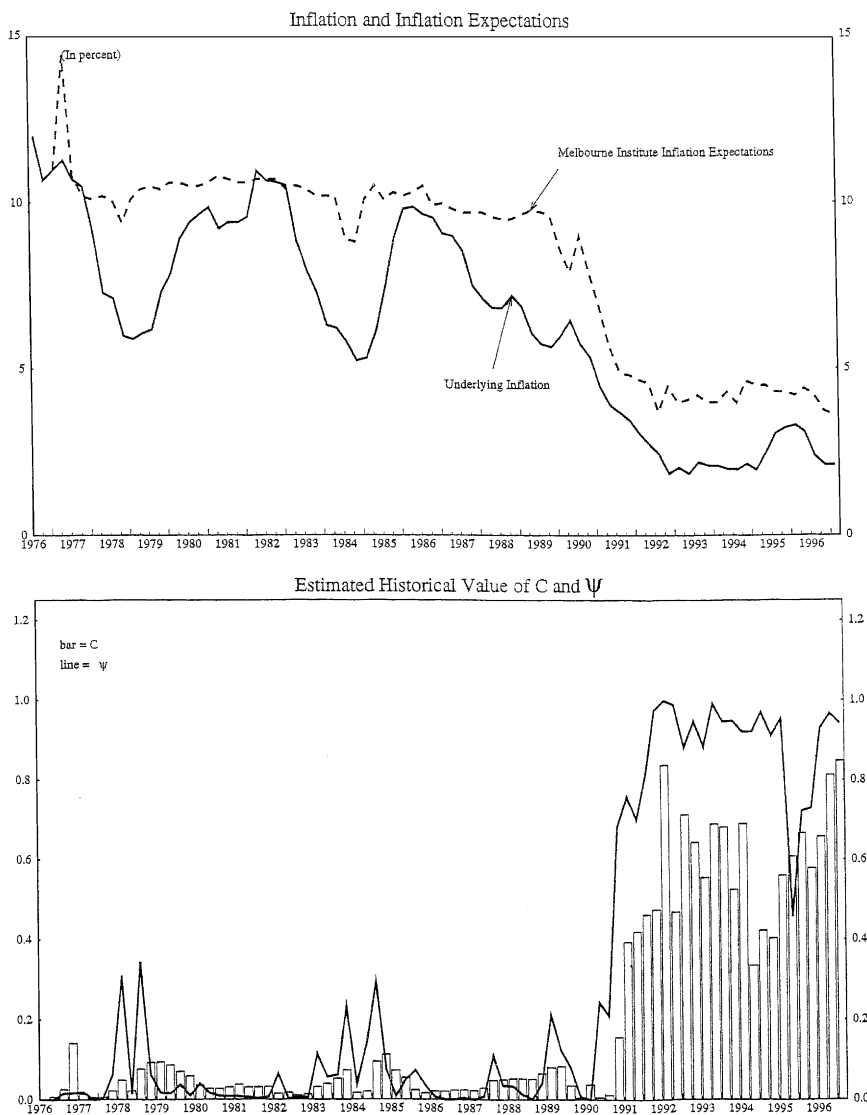 Inflation and Inflation Expectations
15
15
(In percent)
Melbourne Institute Inflation Expectations
10
10
5
5
Underlying Inflation
0
0
1976 1977 1978 1979 1980 1981 1982 1983 1984 1985 1986 1987 1988 1989 1990 1991 1992 1993 1994 1995 1996
Estimated Historical Value of C and Ψ
1.2
1.2
bar = C
line = ψ
1.0
1.0
0.8
0.8
0.6
0.6
0.4
0.4
0.2
0.2
0.0
0.0
1976 1977 1978 1979 1980 1981 1982 1983 1984 1985 1986 1987 1988 1989 1990 1991 1992 1993 1994 1995 1996